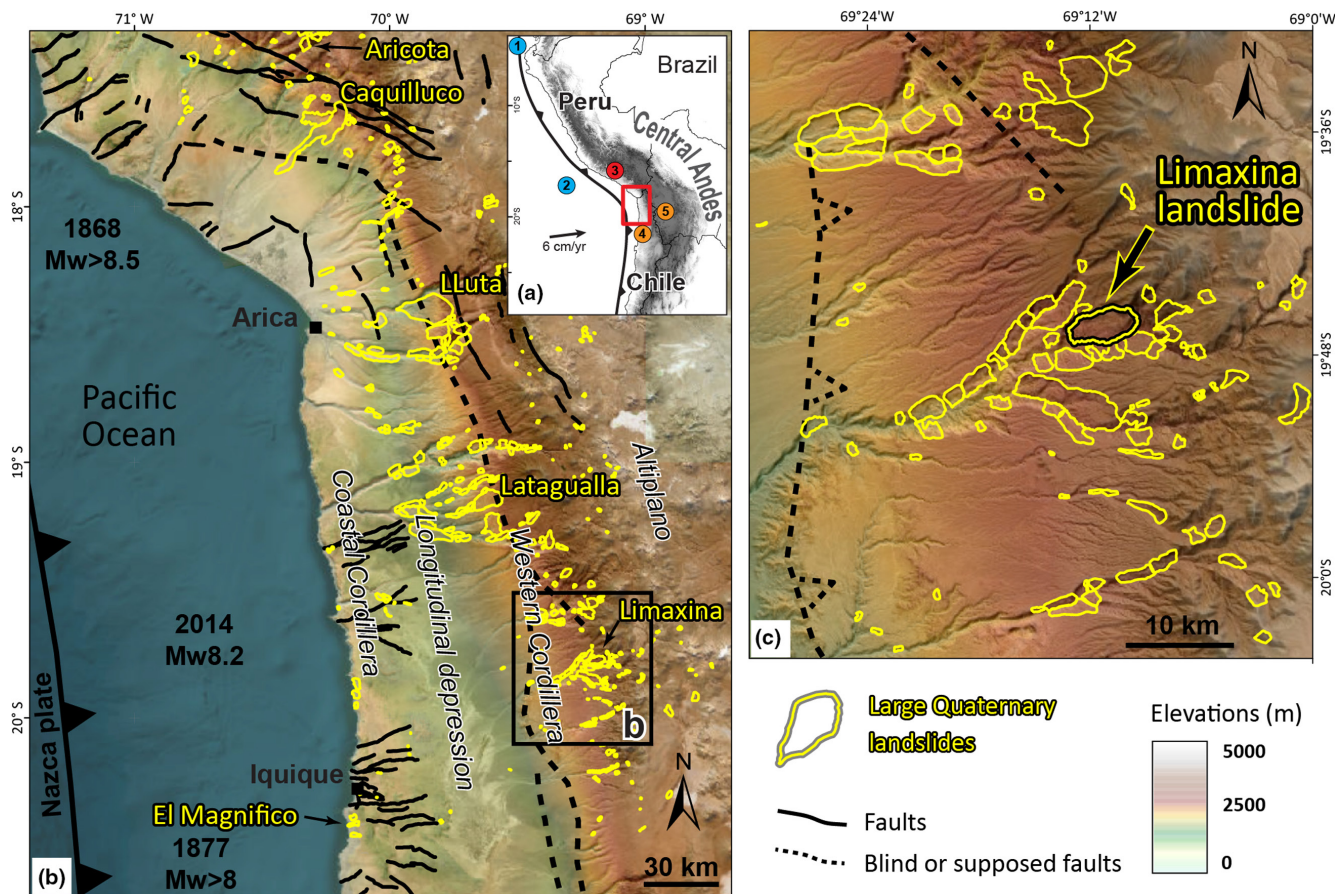 71°W
70°W
69°W
Aricota
Caquilluco
18°S
1868
Mw>8.5
LLuta
Arica
Pacific
Ocean
19°S
Latagualla
Altiplano
Coastal Cordillera
Longitudinal depression
Western Cordillera
Limaxina
b
2014
Mw8.2
20°S
Nazca plate
Iquique
El Magnifico
1877
Mw>8
N
30 km
(b)
1
Brazil
10°S
Peru
Central Andes
3
2
20°S
5
4
6 cm/yr
Chile
(a)
69°24
69°12
69°0
N
19°36
Limaxina
landslide
19°48
20°0
10 km
(c)
Large Quaternary
landslides
Faults
Blind or supposed faults
Elevations (m)
5000
2500
0